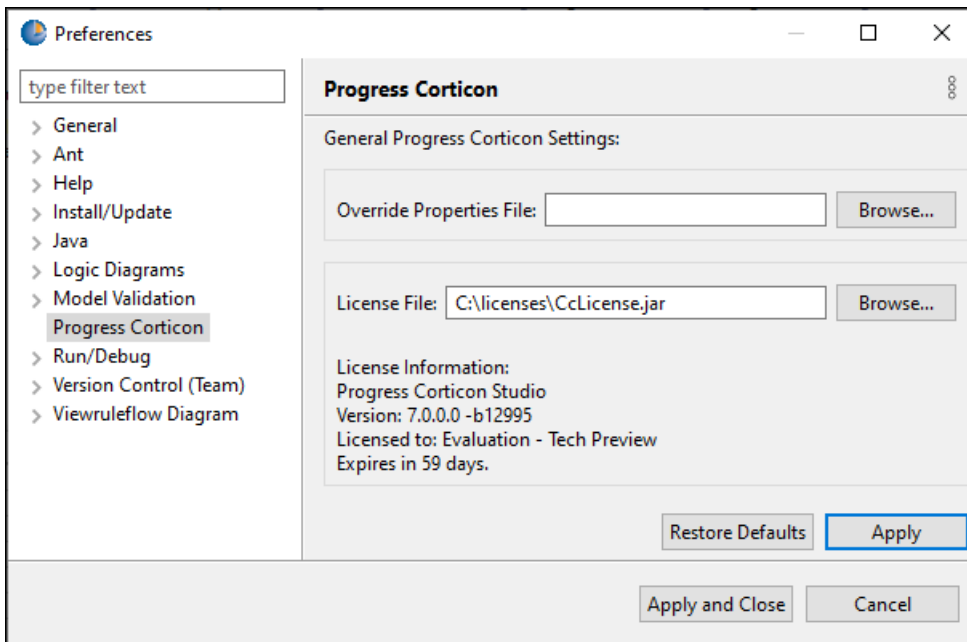 Preferences
type filter text
General
Ant
Help
Install/Update
Java
Logic Diagrams
Model Validation
Progress Corticon
Run/Debug
Version Control (Team)
Viewruleflow Diagram
Progress Corticon
General Progress Corticon Settings:
Override Properties File:
Browse...
License File: C:\licenses\CcLicense.jar
Browse...
License Information:
Progress Corticon Studio
Version: 7.0.0.0 -b12995
Licensed to: Evaluation - Tech Preview
Expires in 59 days.
Restore Defaults
Apply
Apply and Close
Cancel